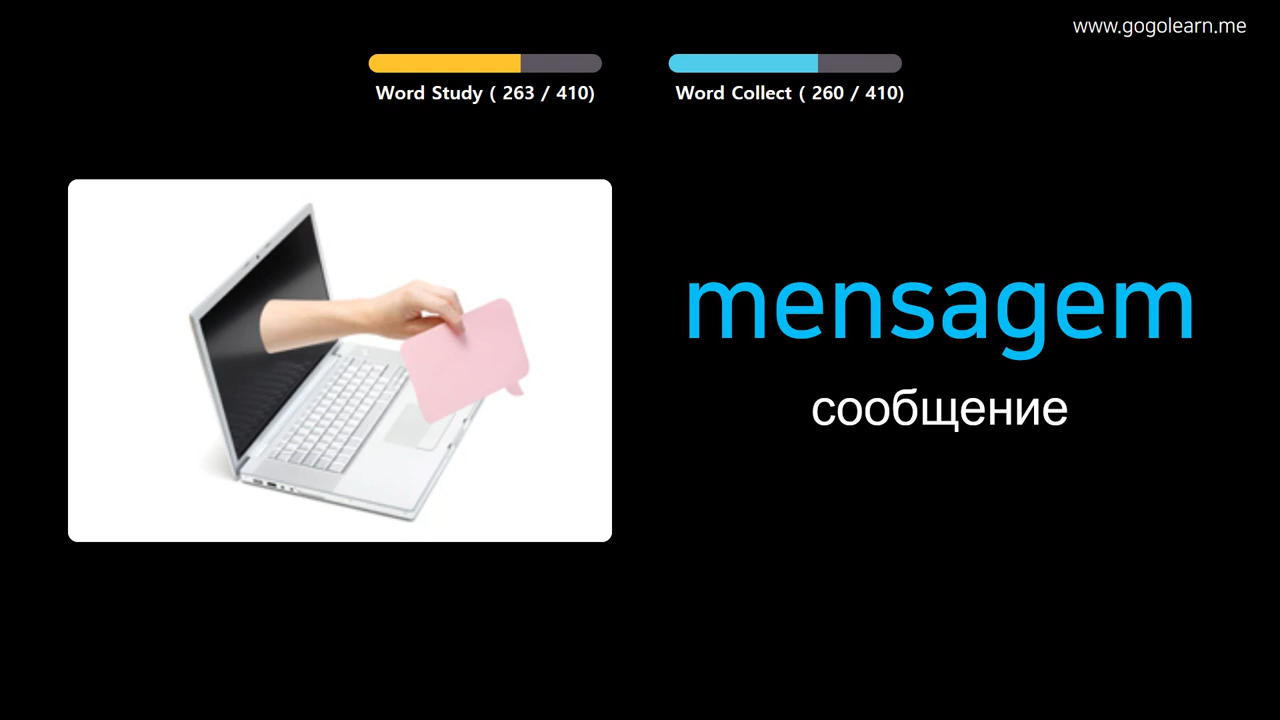 www.gogolearn.me
Word Study ( 263 / 410)
Word Collect ( 260 / 410)
mensagem
сообщение